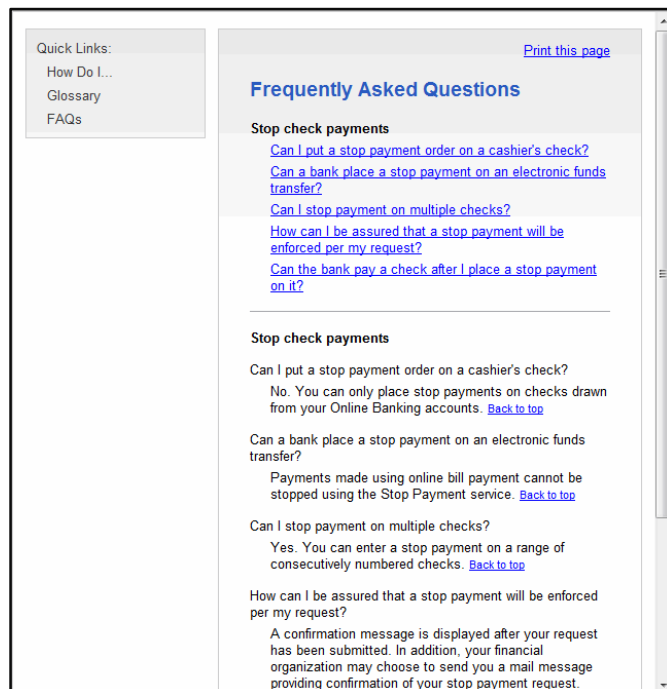 Quick Links:
How Do I...
Glossary
FAQs
Print this page
Frequently Asked Questions
Stop check payments
Can I put a stop payment order on a cashier's check?
Can a bank place a stop payment on an electronic funds
transfer?
Can I stop payment on multiple checks?
How can I be assured that a stop payment will be
enforced per my request?
Can the bank pay a check after I place a stop payment
on it?
Stop check payments
Can I put a stop payment order on a cashier's check?
No. You can only place stop payments on checks drawn
from your Online Banking accounts. Back to top
Can a bank place a stop payment on an electronic funds
transfer?
Payments made using online bill payment cannot be
stopped using the Stop Payment service. Back to top
Can I stop payment on multiple checks?
Yes. You can enter a stop payment on a range of
consecutively numbered checks. Back to top
How can I be assured that a stop payment will be enforced
per my request?
A confirmation message is displayed after your request
has been submitted. In addition, your financial
organization may choose to send you a mail message
providing confirmation of your stop payment request.